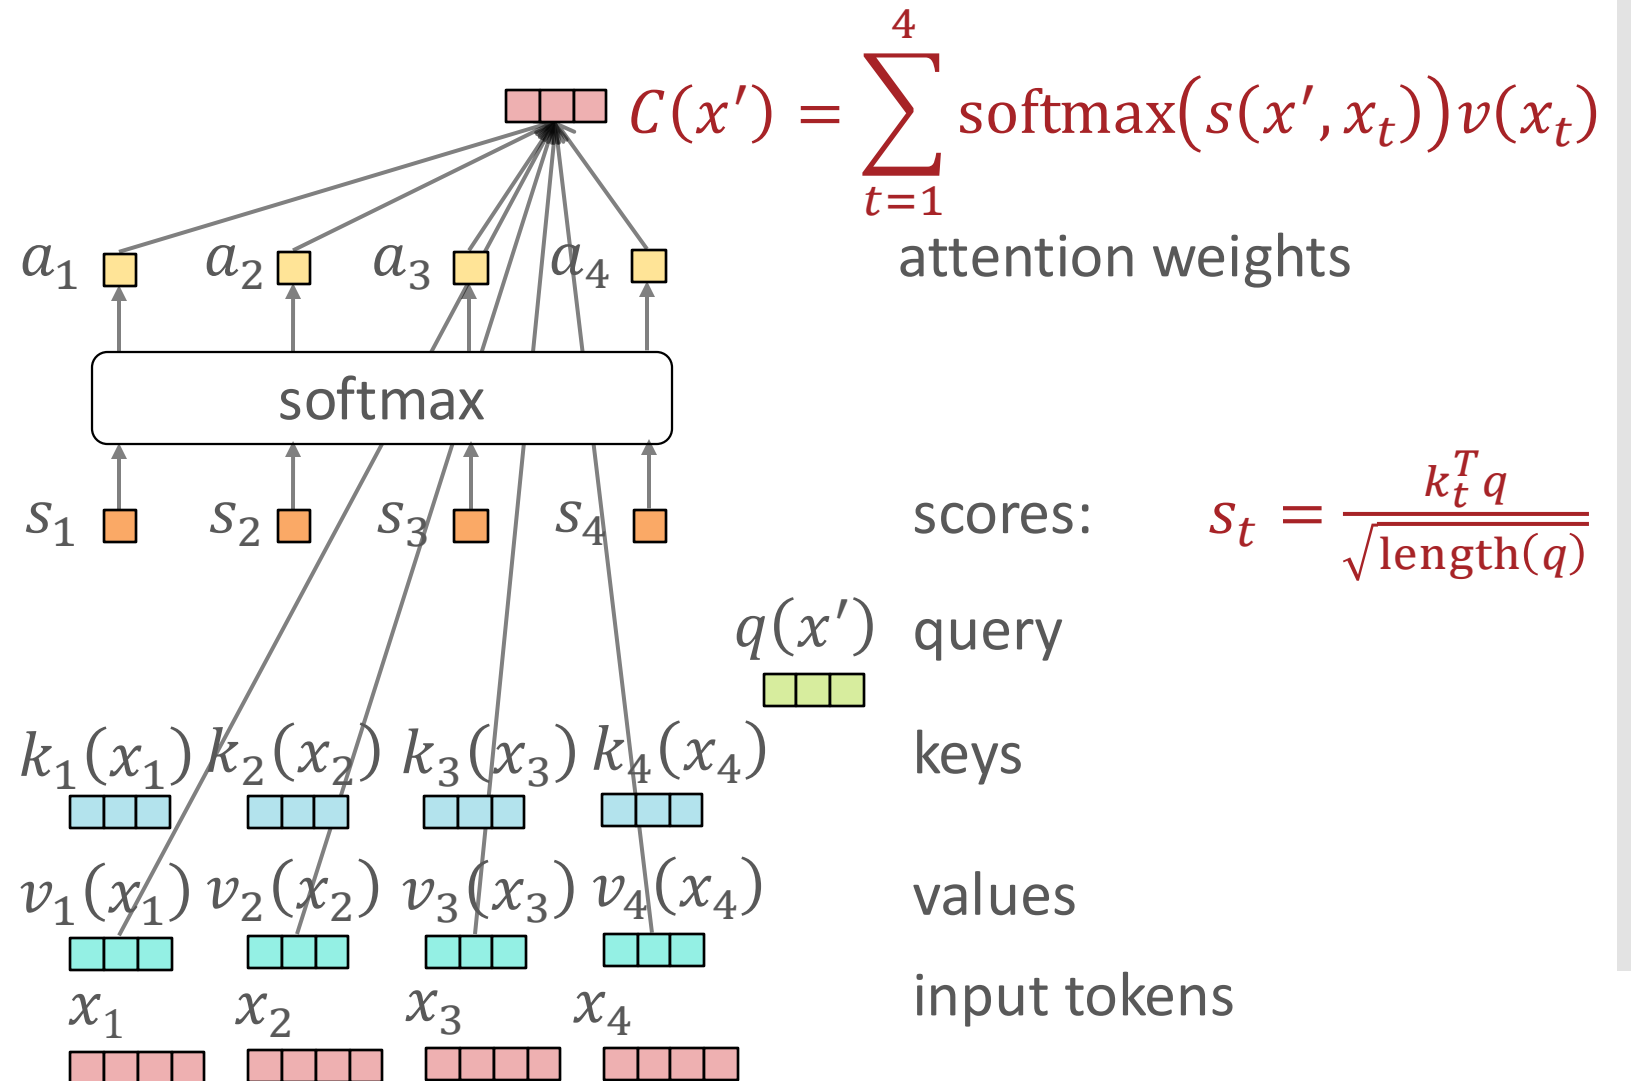 C(x′) = ∑_{t=1}^{4} softmax(s(x′, x_t))v(x_t)
a_1 a_2 a_3 a_4 attention weights
softmax
s_1 s_2 s_3 s_4 scores: s_t = k_t^T q / √length(q)
q(x′) query
k_1(x_1) k_2(x_2) k_3(x_3) k_4(x_4) keys
v_1(x_1) v_2(x_2) v_3(x_3) v_4(x_4) values
x_1 x_2 x_3 x_4 input tokens